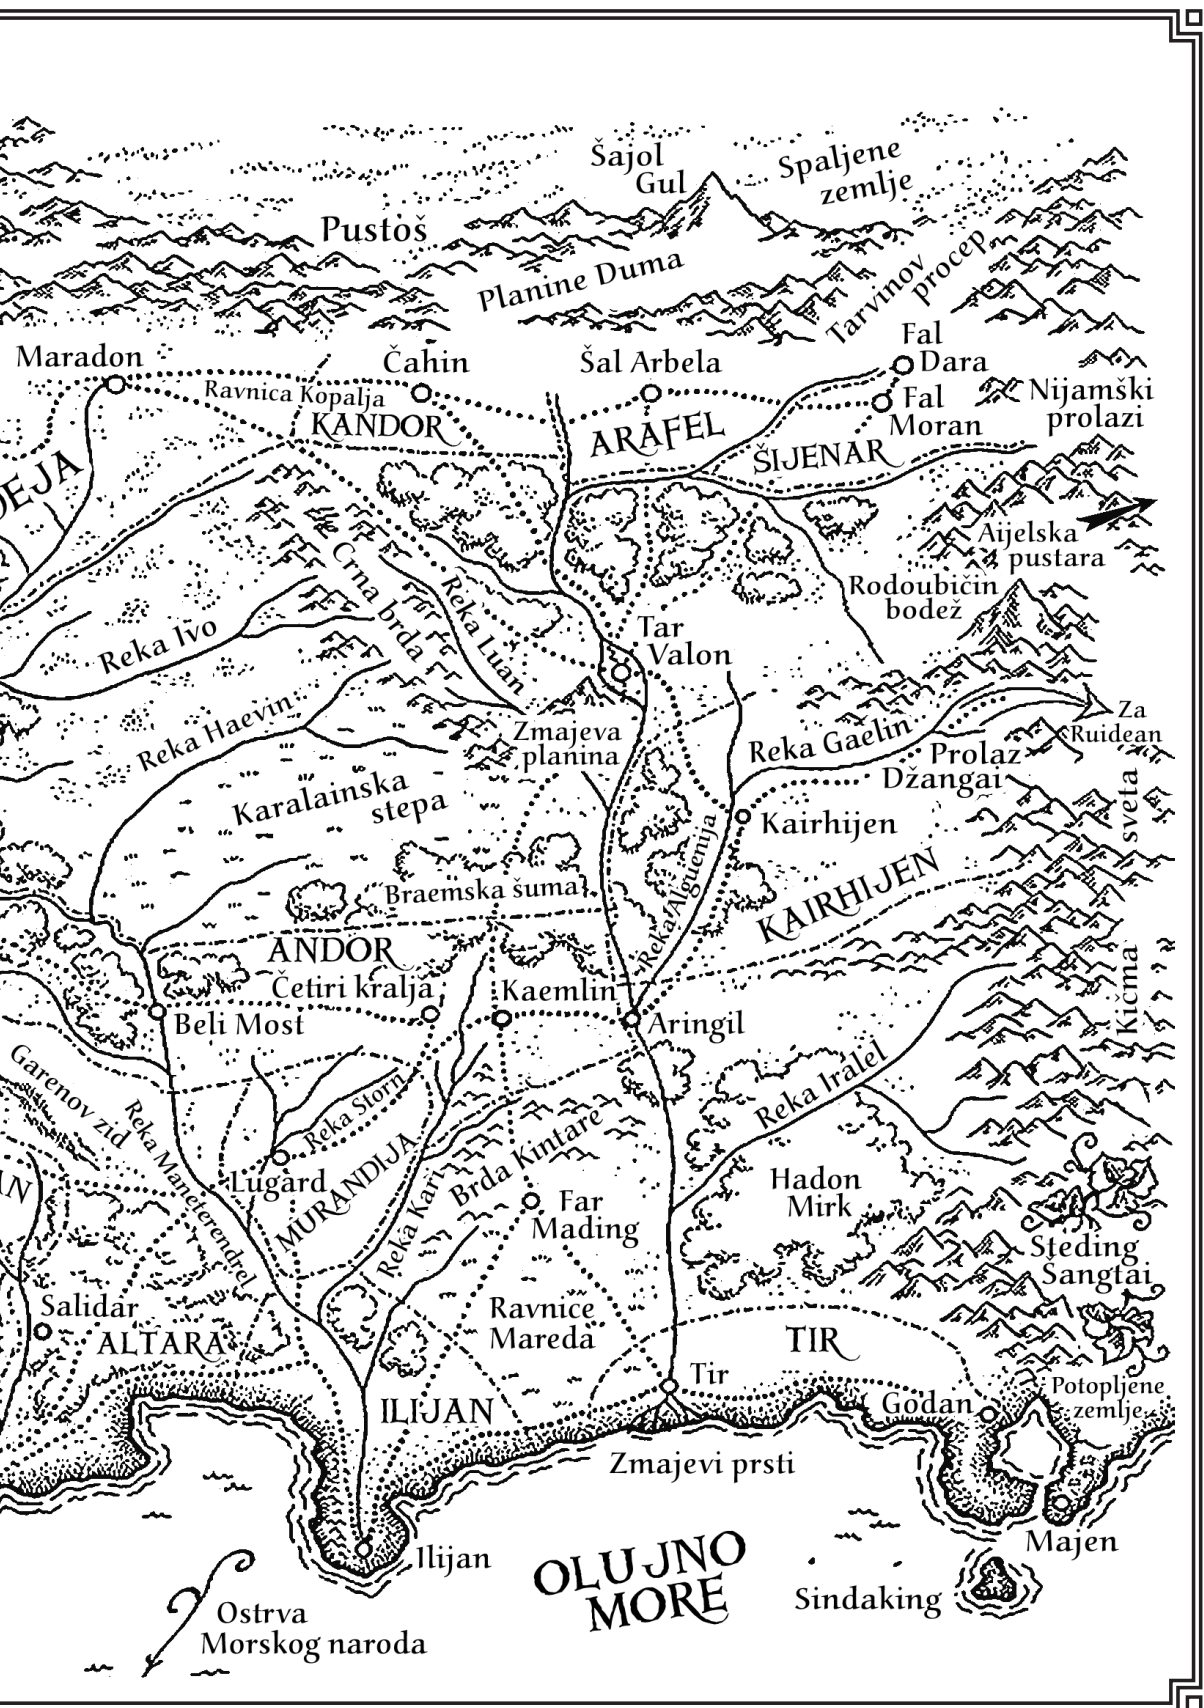 Šajol
Gul
Spaljene
zemlje
Pustoš
Planine Duma
Tarvinov
procep
Maradon
Čahin
Šal Arbela
Fal
Dara
Ravnica Kopalja
KANDOR
ARAFEL
Fal
Moran
Nijamški
prolazi
ŠIJENAR
DEJA
Aijelska
pustara
Crna brda
Reka Luan
Rodoubičin
bodež
Reka Ivo
Tar
Valon
Reka Haevin
Zmajeva
planina
Reka Gaelin
Za
Ruidean
Prolaz
Džangai
Karalainska
stepa
Kairhijen
Reka Alguenija
Kičma sveta
Braemska šuma
KAIRHIJEN
ANDOR
Četiri kralja
Kaemlin
Beli Most
Aringil
Garenov zid
Reka Maneterendrel
Reka Storn
Reka Iralel
Lugard
MURANDIJA
Reka Kari
Brda Kintare
AN
Far
Mading
Hadon
Mirk
Steding
Šangtai
Salidar
ALTARA
Ravnice
Mareda
TIR
Tir
Potopljene
zemlje
ILIJAN
Godan
Zmajevi prsti
Majen
Ilijan
OLUJNO
MORE
Sindaking
Ostrva
Morskog naroda